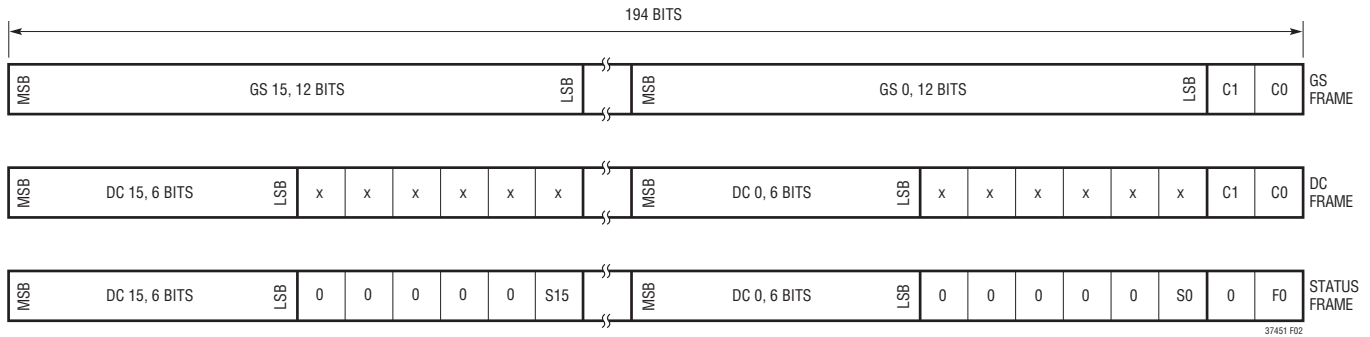 194 BITS
MSB GS 15, 12 BITS LSB MSB GS 0, 12 BITS LSB C1 C0 GS FRAME
MSB DC 15, 6 BITS LSB x x x x x x MSB DC 0, 6 BITS LSB x x x x x x C1 C0 DC FRAME
MSB DC 15, 6 BITS LSB 0 0 0 0 0 S15 MSB DC 0, 6 BITS LSB 0 0 0 0 0 S0 0 F0 STATUS FRAME
37451 F02